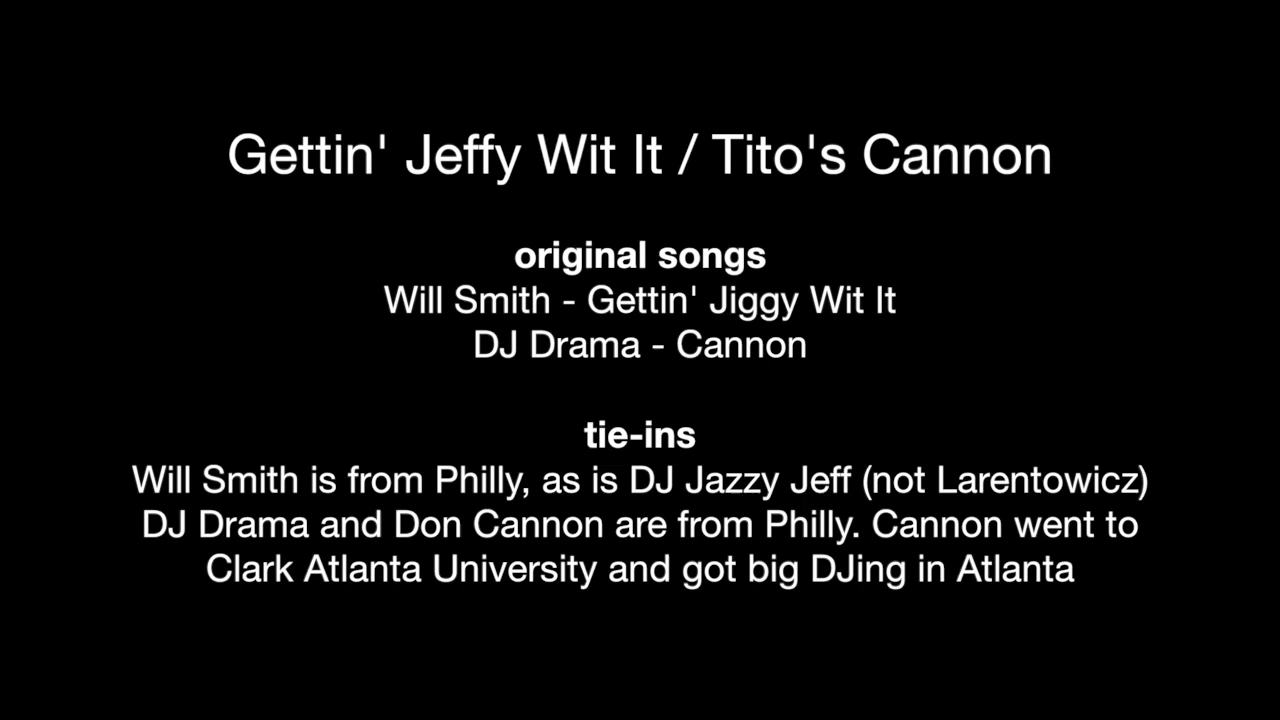 Gettin' Jeffy Wit It / Tito's Cannon
original songs
Will Smith - Gettin' Jiggy Wit It
DJ Drama - Cannon
tie-ins
Will Smith is from Philly, as is DJ Jazzy Jeff (not Larentowicz)
DJ Drama and Don Cannon are from Philly. Cannon went to
Clark Atlanta University and got big DJing in Atlanta